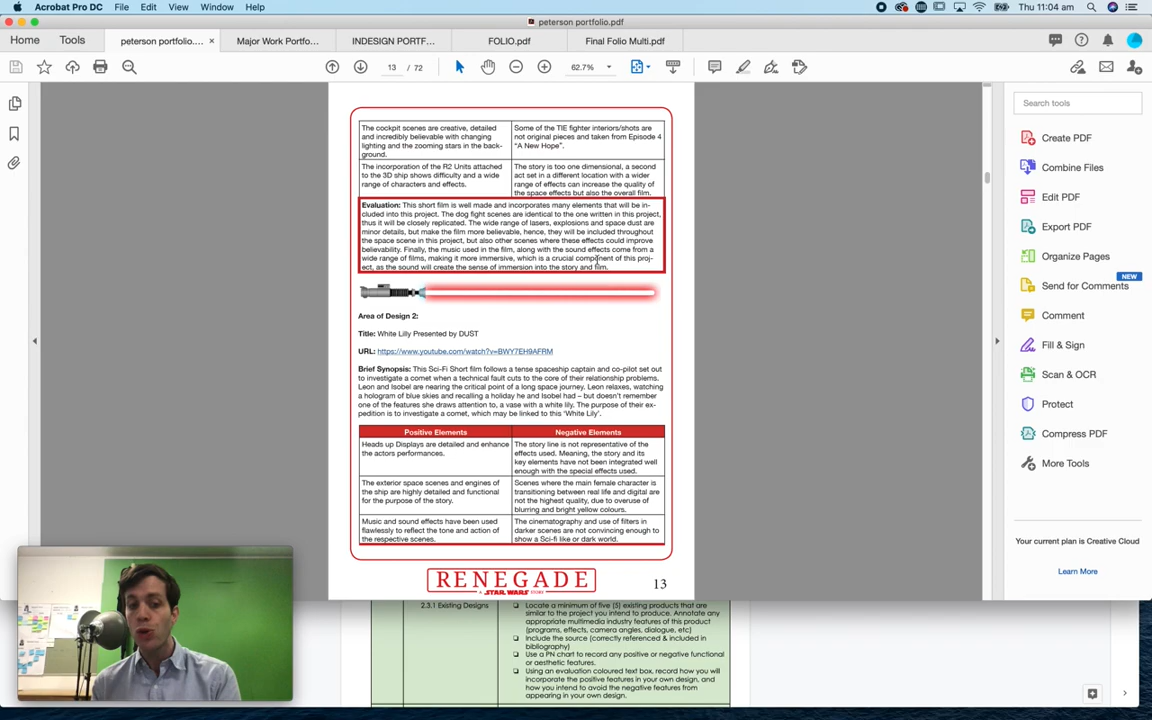 Acrobat Pro DC File Edit View Window Help
Thu 11:04 am
peterson portfolio.pdf
Home Tools peterson portfolio.... × Major Work Portfo... INDESIGN PORTF... FOLIO.pdf Final Folio Multi.pdf
13 / 72 62.7%
The cockpit scenes are creative, detailed
and incredibly believable with changing
lighting and the zooming stars in the back-
ground.
Some of the TIE fighter interiors/shots are
not original pieces and taken from Episode 4
“A New Hope”.
The incorporation of the R2 Units attached
to the 3D ship shows difficulty and a wide
range of characters and effects.
The story is too one dimensional, a second
act set in a different location with a wider
range of effects can increase the quality of
the space effects but also the overall film.
Evaluation: This short film is well made and incorporates many elements that will be in-
cluded into this project. The dog fight scenes are identical to the one written in this project,
thus it will be closely replicated. The wide range of lasers, explosions and space dust are
minor details, but make the film more believable, hence, they will be included throughout
the space scene in this project, but also other scenes where these effects could improve
believability. Finally, the music used in the film, along with the sound effects come from a
wide range of films, making it more immersive, which is a crucial component of this proj-
ect, as the sound will create the sense of immersion into the story and film.
Area of Design 2:
Title: White Lilly Presented by DUST
URL: https://www.youtube.com/watch?v=BWY7EH9AFRM
Brief Synopsis: This Sci-Fi Short film follows a tense spaceship captain and co-pilot set out
to investigate a comet when a technical fault cuts to the core of their relationship problems.
Leon and Isobel are nearing the critical point of a long space journey. Leon relaxes, watching
a hologram of blue skies and recalling a holiday he and Isobel had – but doesn't remember
one of the features she draws attention to, a vase with a white lily. The purpose of their ex-
pedition is to investigate a comet, which may be linked to this ‘White Lily’.
Positive Elements Negative Elements
Heads up Displays are detailed and enhance
the actors performances.
The story line is not representative of the
effects used. Meaning, the story and its
key elements have not been integrated well
enough with the special effects used.
The exterior space scenes and engines of
the ship are highly detailed and functional
for the purpose of the story.
Scenes where the main female character is
transitioning between real life and digital are
not the highest quality, due to overuse of
blurring and bright yellow colours.
Music and sound effects have been used
flawlessly to reflect the tone and action of
the respective scenes.
The cinematography and use of filters in
darker scenes are not convincing enough to
show a Sci-fi like or dark world.
RENEGADE
A STAR WARS STORY
13
Search tools
Create PDF
Combine Files
Edit PDF
Export PDF
Organize Pages
NEW
Send for Comments
Comment
Fill & Sign
Scan & OCR
Protect
Compress PDF
More Tools
Your current plan is Creative Cloud
Learn More
2.3.1 Existing Designs
❏ Locate a minimum of five (5) existing products that are
similar to the project you intend to produce. Annotate any
appropriate multimedia industry features of this product
(programs, effects, camera angles, dialogue, etc)
❏ Include the source (correctly referenced & included in
bibliography)
❏ Use a PN chart to record any positive or negative functional
or aesthetic features.
❏ Using an evaluation coloured text box, record how you will
incorporate the positive features in your own design, and
how you intend to avoid the negative features from
appearing in your own design.